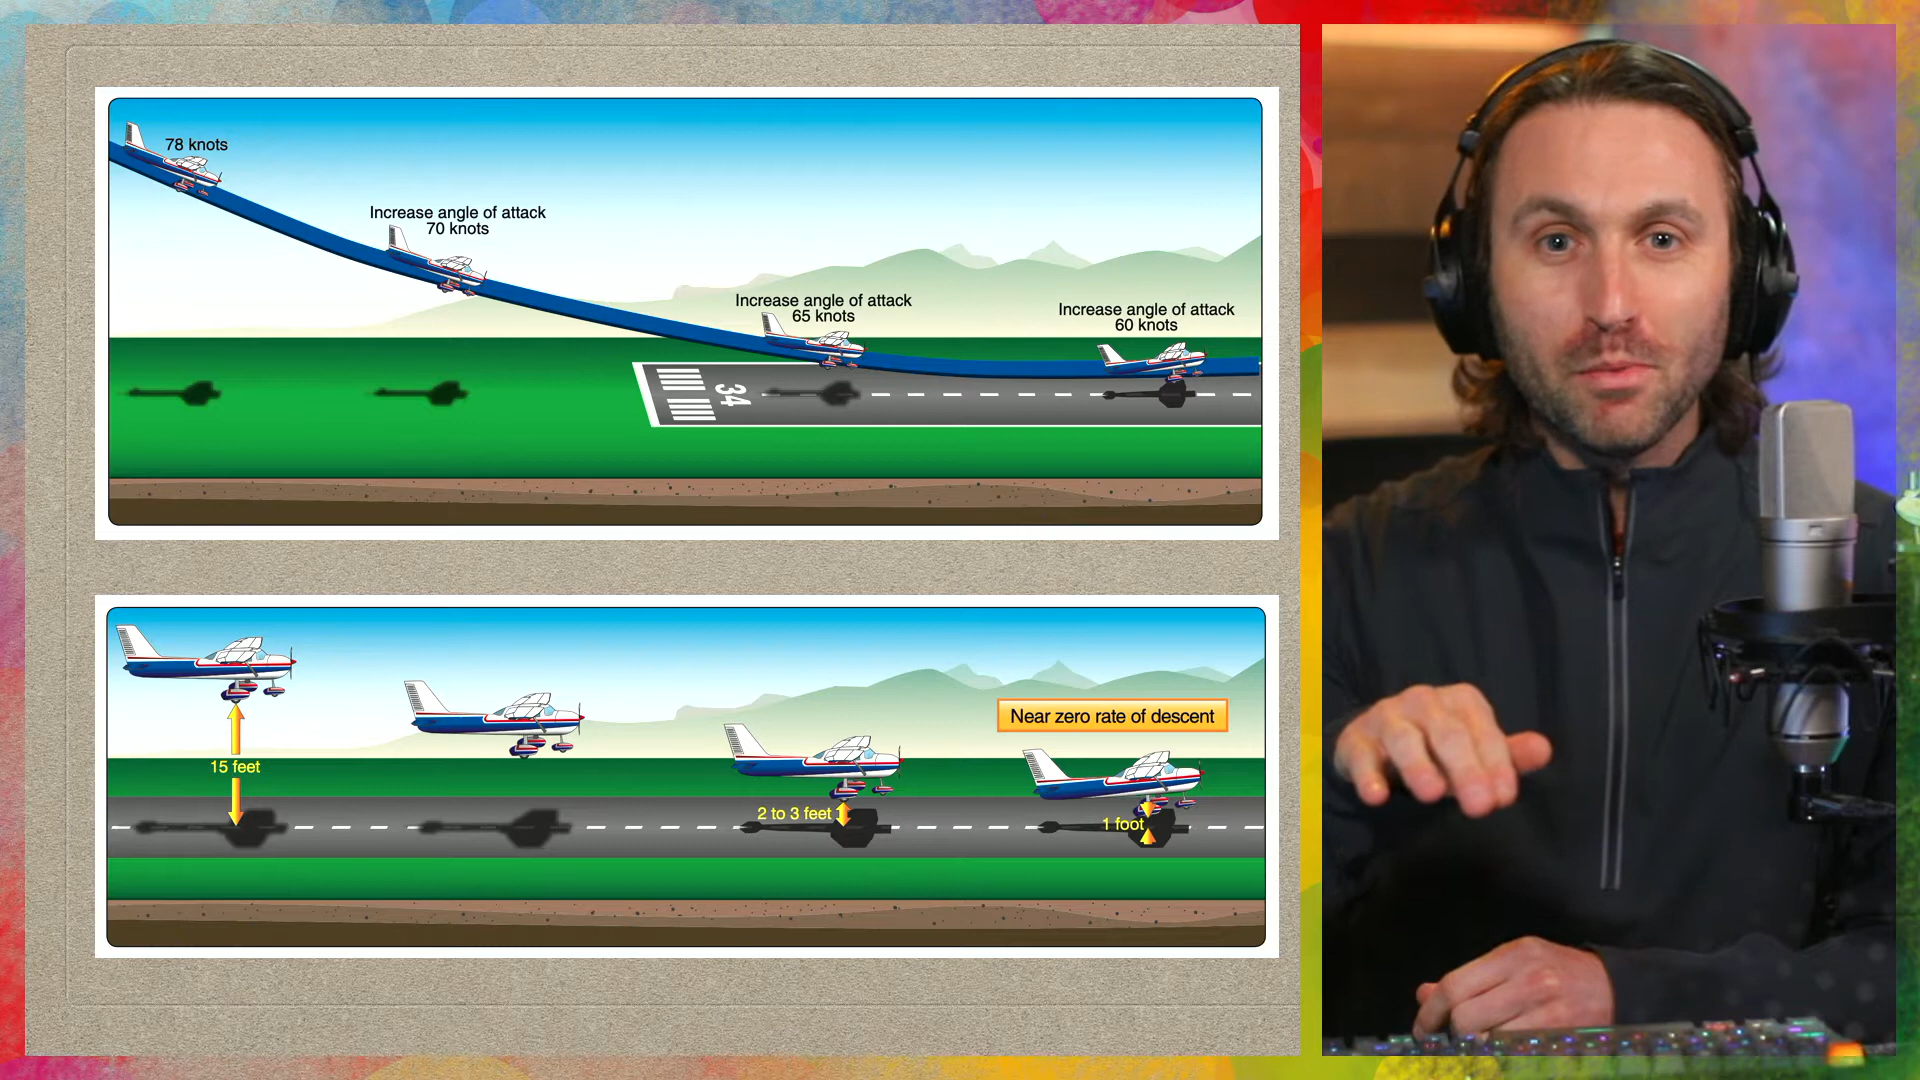 78 knots
Increase angle of attack
70 knots
Increase angle of attack
65 knots
Increase angle of attack
60 knots
34
Near zero rate of descent
15 feet
2 to 3 feet
1 foot